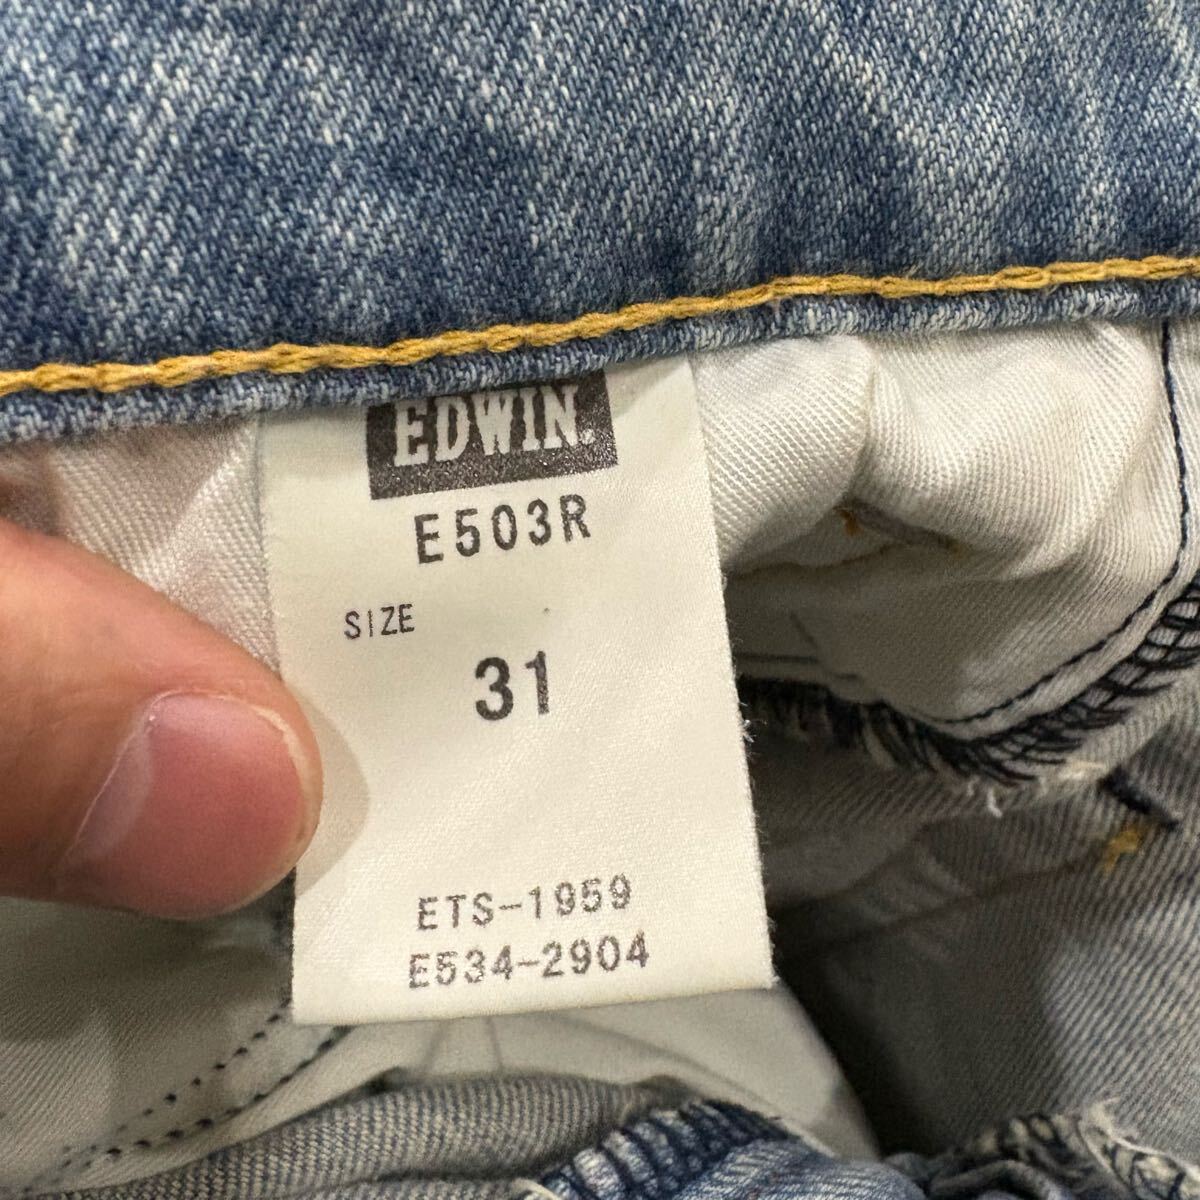 EDWIN.
E503R
SIZE
31
ETS-1959
E534-2904